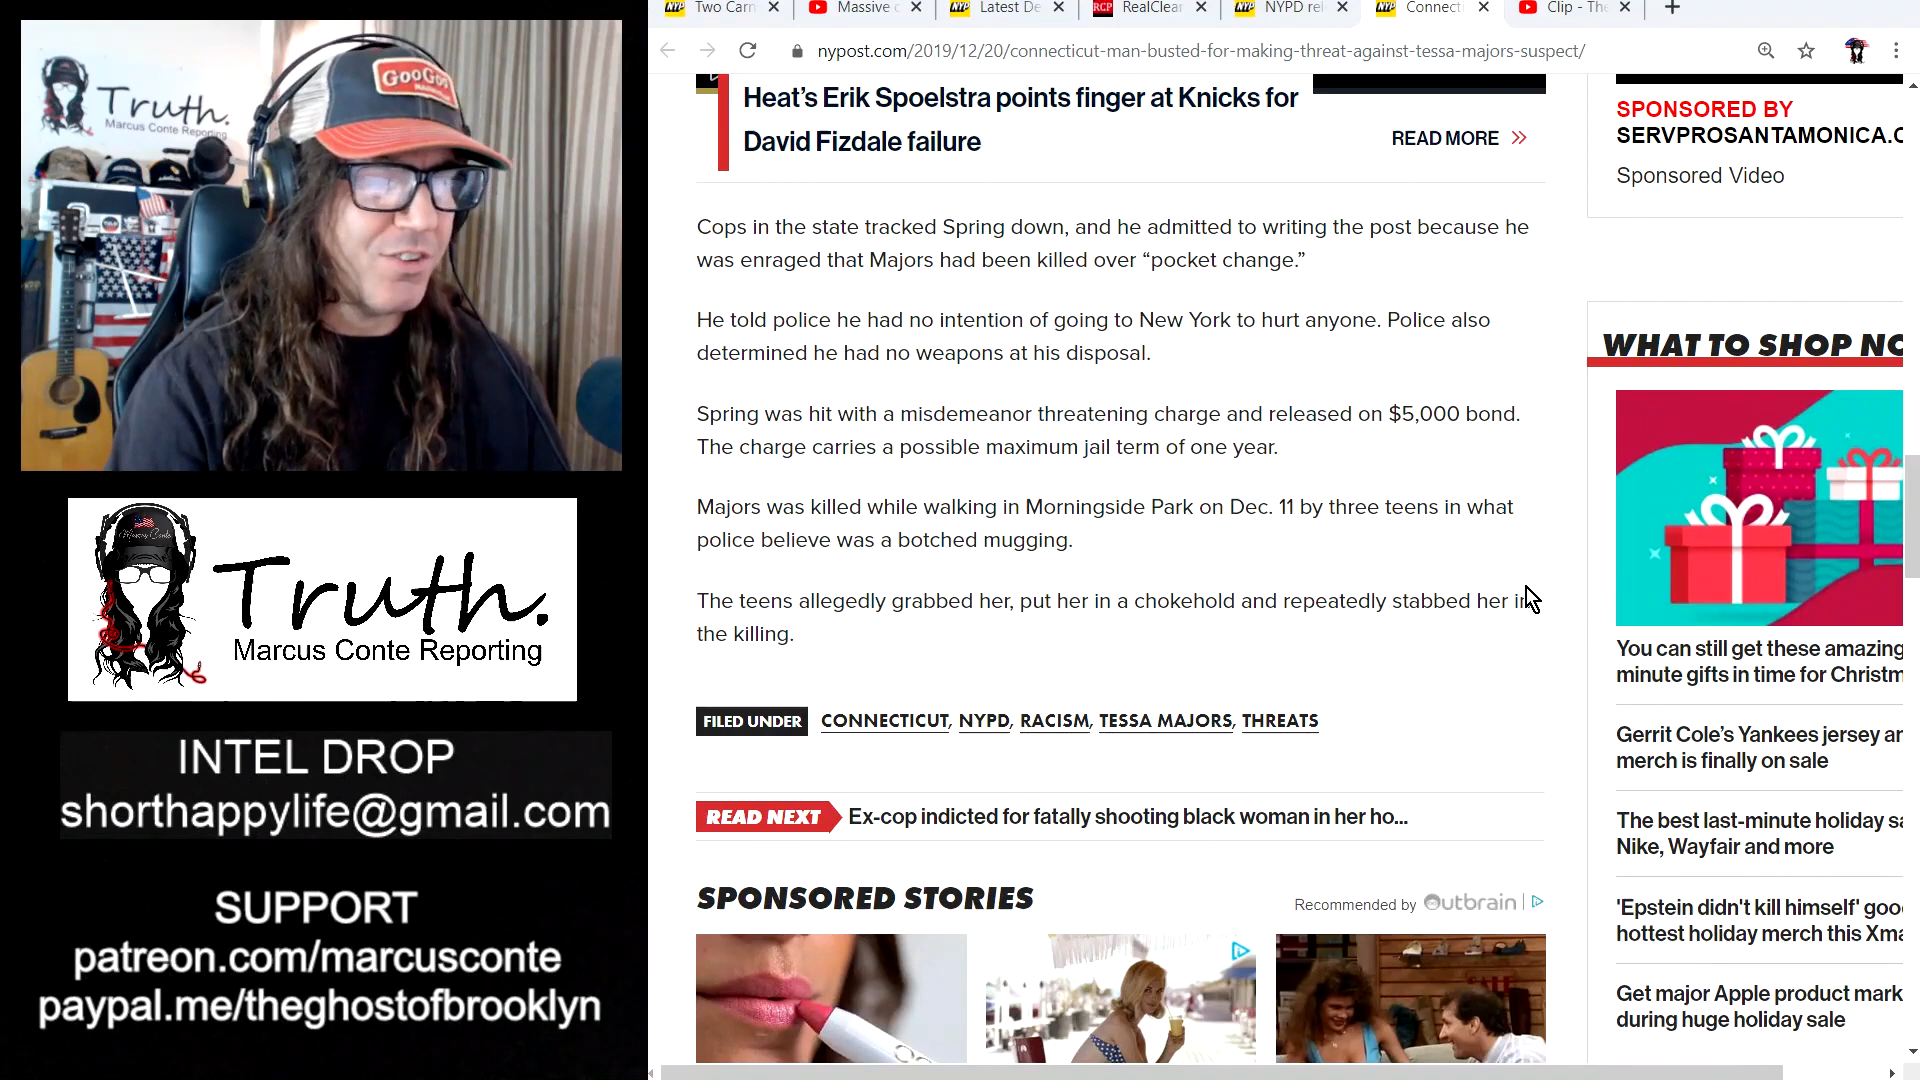 Two Carn
Massive c
Latest De
RealClear
NYPD rel
Connecti
Clip - The
nypost.com/2019/12/20/connecticut-man-busted-for-making-threat-against-tessa-majors-suspect/
GooGoo
Truth.
Marcus Conte Reporting
Truth.
Marcus Conte Reporting
INTEL DROP
shorthappylife@gmail.com
SUPPORT
patreon.com/marcusconte
paypal.me/theghostofbrooklyn
Heat's Erik Spoelstra points finger at Knicks for
David Fizdale failure
READ MORE
Cops in the state tracked Spring down, and he admitted to writing the post because he
was enraged that Majors had been killed over “pocket change.”
He told police he had no intention of going to New York to hurt anyone. Police also
determined he had no weapons at his disposal.
Spring was hit with a misdemeanor threatening charge and released on $5,000 bond.
The charge carries a possible maximum jail term of one year.
Majors was killed while walking in Morningside Park on Dec. 11 by three teens in what
police believe was a botched mugging.
The teens allegedly grabbed her, put her in a chokehold and repeatedly stabbed her in
the killing.
FILED UNDER CONNECTICUT, NYPD, RACISM, TESSA MAJORS, THREATS
READ NEXT Ex-cop indicted for fatally shooting black woman in her ho...
SPONSORED STORIES
Recommended by Outbrain
SPONSORED BY
SERVPROSANTAMONICA.C
Sponsored Video
WHAT TO SHOP NO
You can still get these amazing
minute gifts in time for Christm
Gerrit Cole's Yankees jersey an
merch is finally on sale
The best last-minute holiday sa
Nike, Wayfair and more
'Epstein didn't kill himself' goo
hottest holiday merch this Xma
Get major Apple product mark
during huge holiday sale